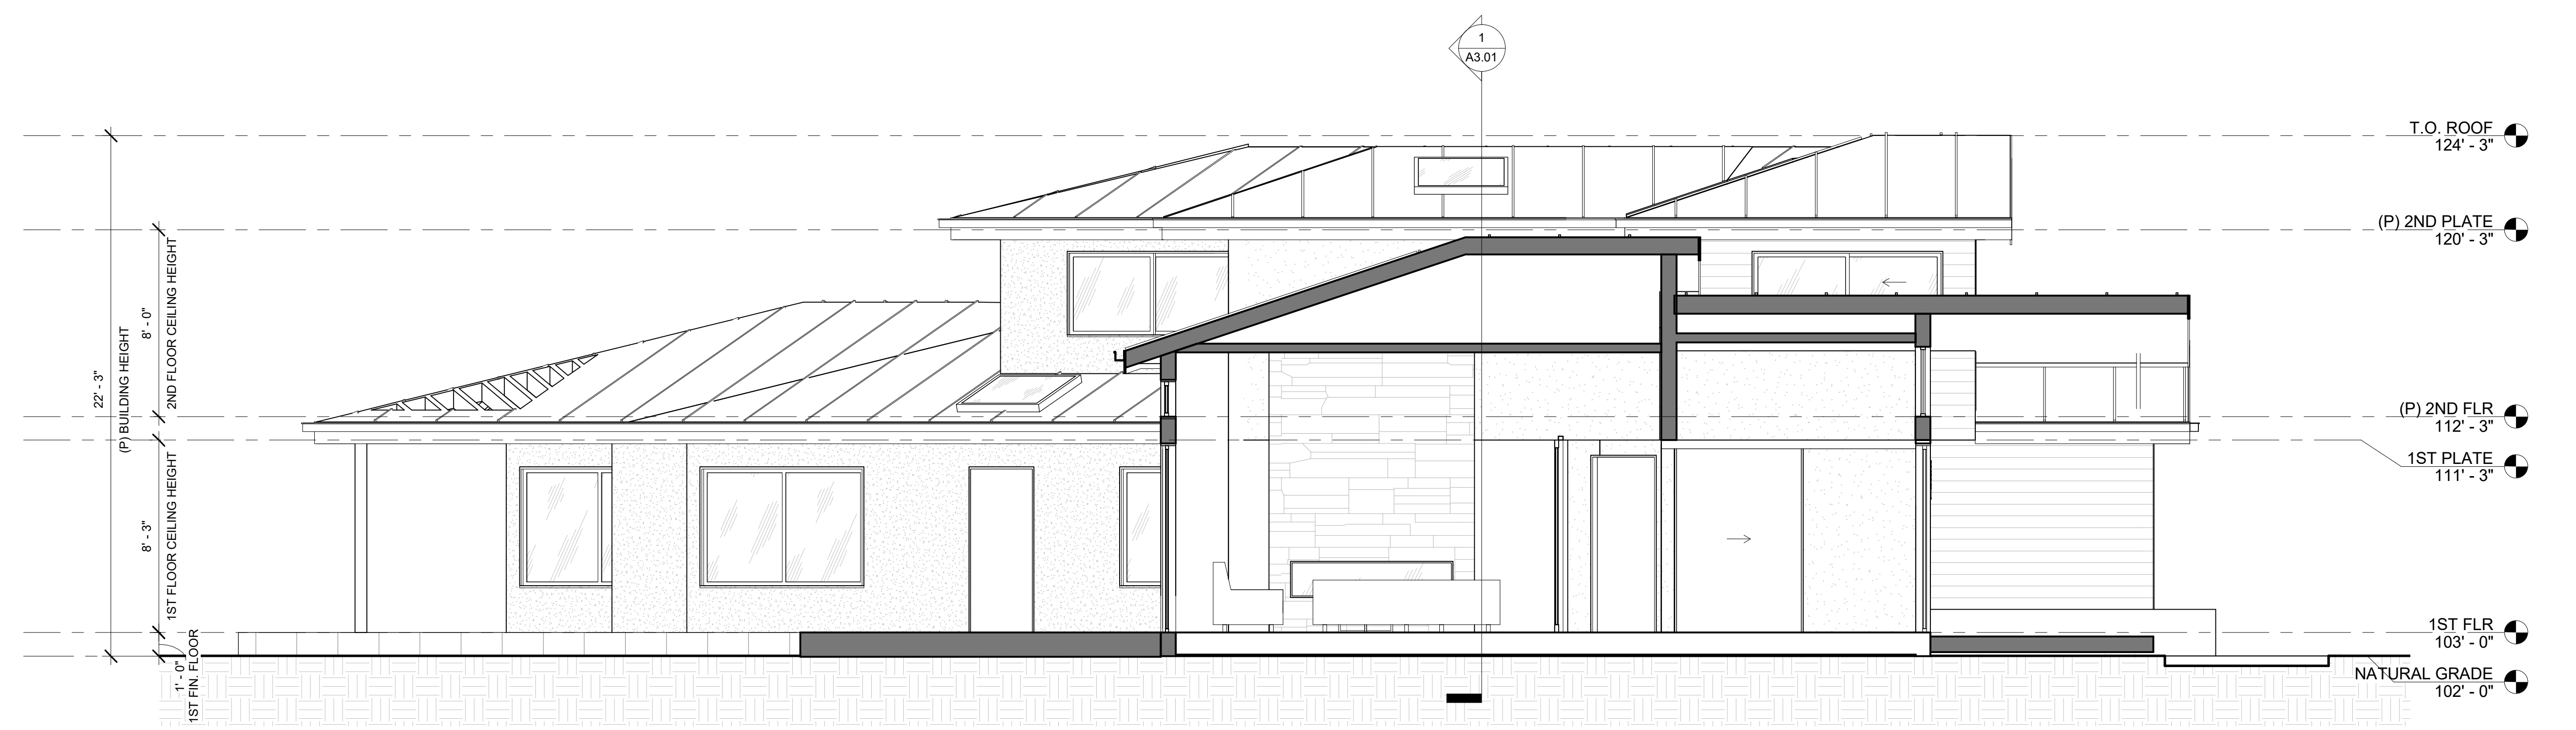 1
A3.01
T.O. ROOF
124' - 3"
(P) 2ND PLATE
120' - 3"
(P) 2ND FLR
112' - 3"
1ST PLATE
111' - 3"
1ST FLR
103' - 0"
NATURAL GRADE
102' - 0"
22' - 3"
(P) BUILDING HEIGHT
8' - 0"
2ND FLOOR CEILING HEIGHT
8' - 3"
1ST FLOOR CEILING HEIGHT
1' - 0"
1ST FIN. FLOOR